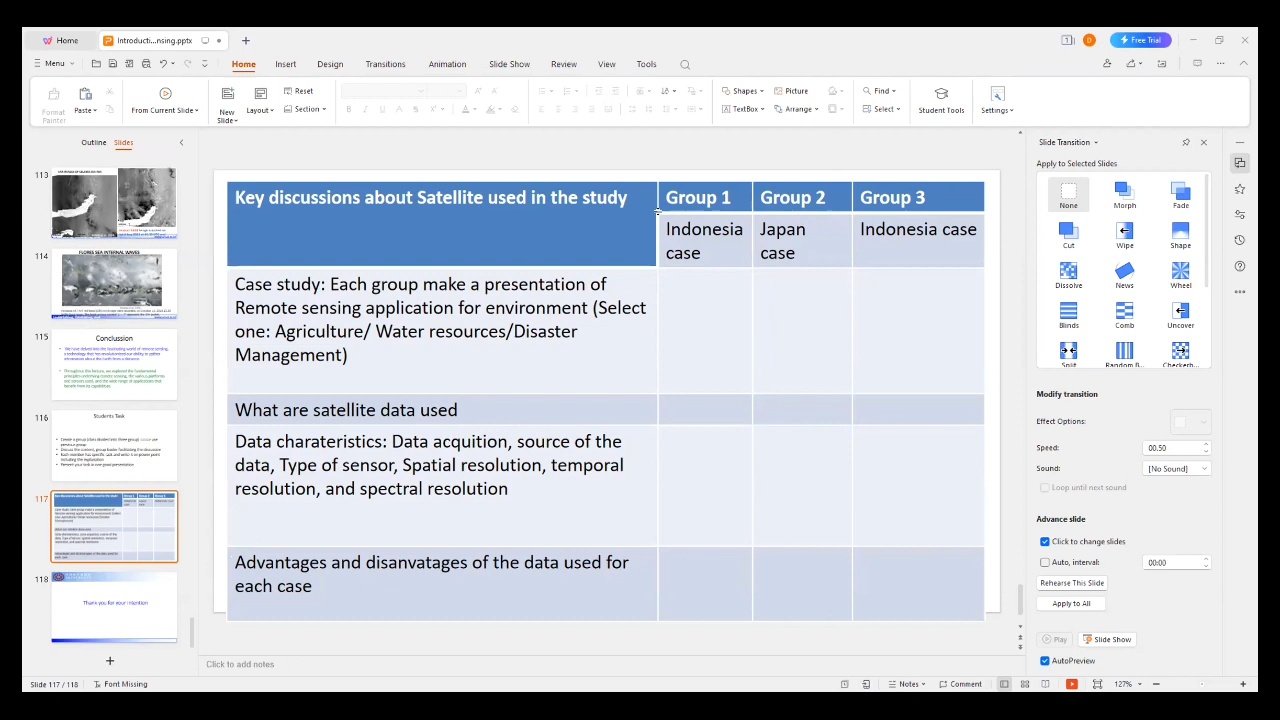 Home
Introducti...nsing.pptx
Free Trial
Menu
Home
Insert
Design
Transitions
Animation
Slide Show
Review
View
Tools
Format
Painter
Paste
From Current Slide
New
Slide
Layout
Reset
Section
Shapes
Picture
TextBox
Arrange
Find
Select
Student Tools
Settings
Outline
Slides
113
114
FLORES SEA INTERNAL WAVES
115
Conclussion
116
Students Task
117
118
Thank you for your intention
Key discussions about Satellite used in the study
Group 1
Group 2
Group 3
Indonesia
case
Japan
case
Indonesia case
Case study: Each group make a presentation of
Remote sensing application for environment (Select
one: Agriculture/ Water resources/Disaster
Management)
What are satellite data used
Data charateristics: Data acquition, source of the
data, Type of sensor, Spatial resolution, temporal
resolution, and spectral resolution
Advantages and disanvatages of the data used for
each case
Click to add notes
Slide Transition
Apply to Selected Slides
None
Morph
Fade
Cut
Wipe
Shape
Dissolve
News
Wheel
Blinds
Comb
Uncover
Split
Random B...
Checkerb...
Modify transition
Effect Options:
Speed:
00.50
Sound:
[No Sound]
Loop until next sound
Advance slide
Click to change slides
Auto, interval:
00:00
Rehearse This Slide
Apply to All
Play
Slide Show
AutoPreview
Slide 117 / 118
Font Missing
Notes
Comment
127%